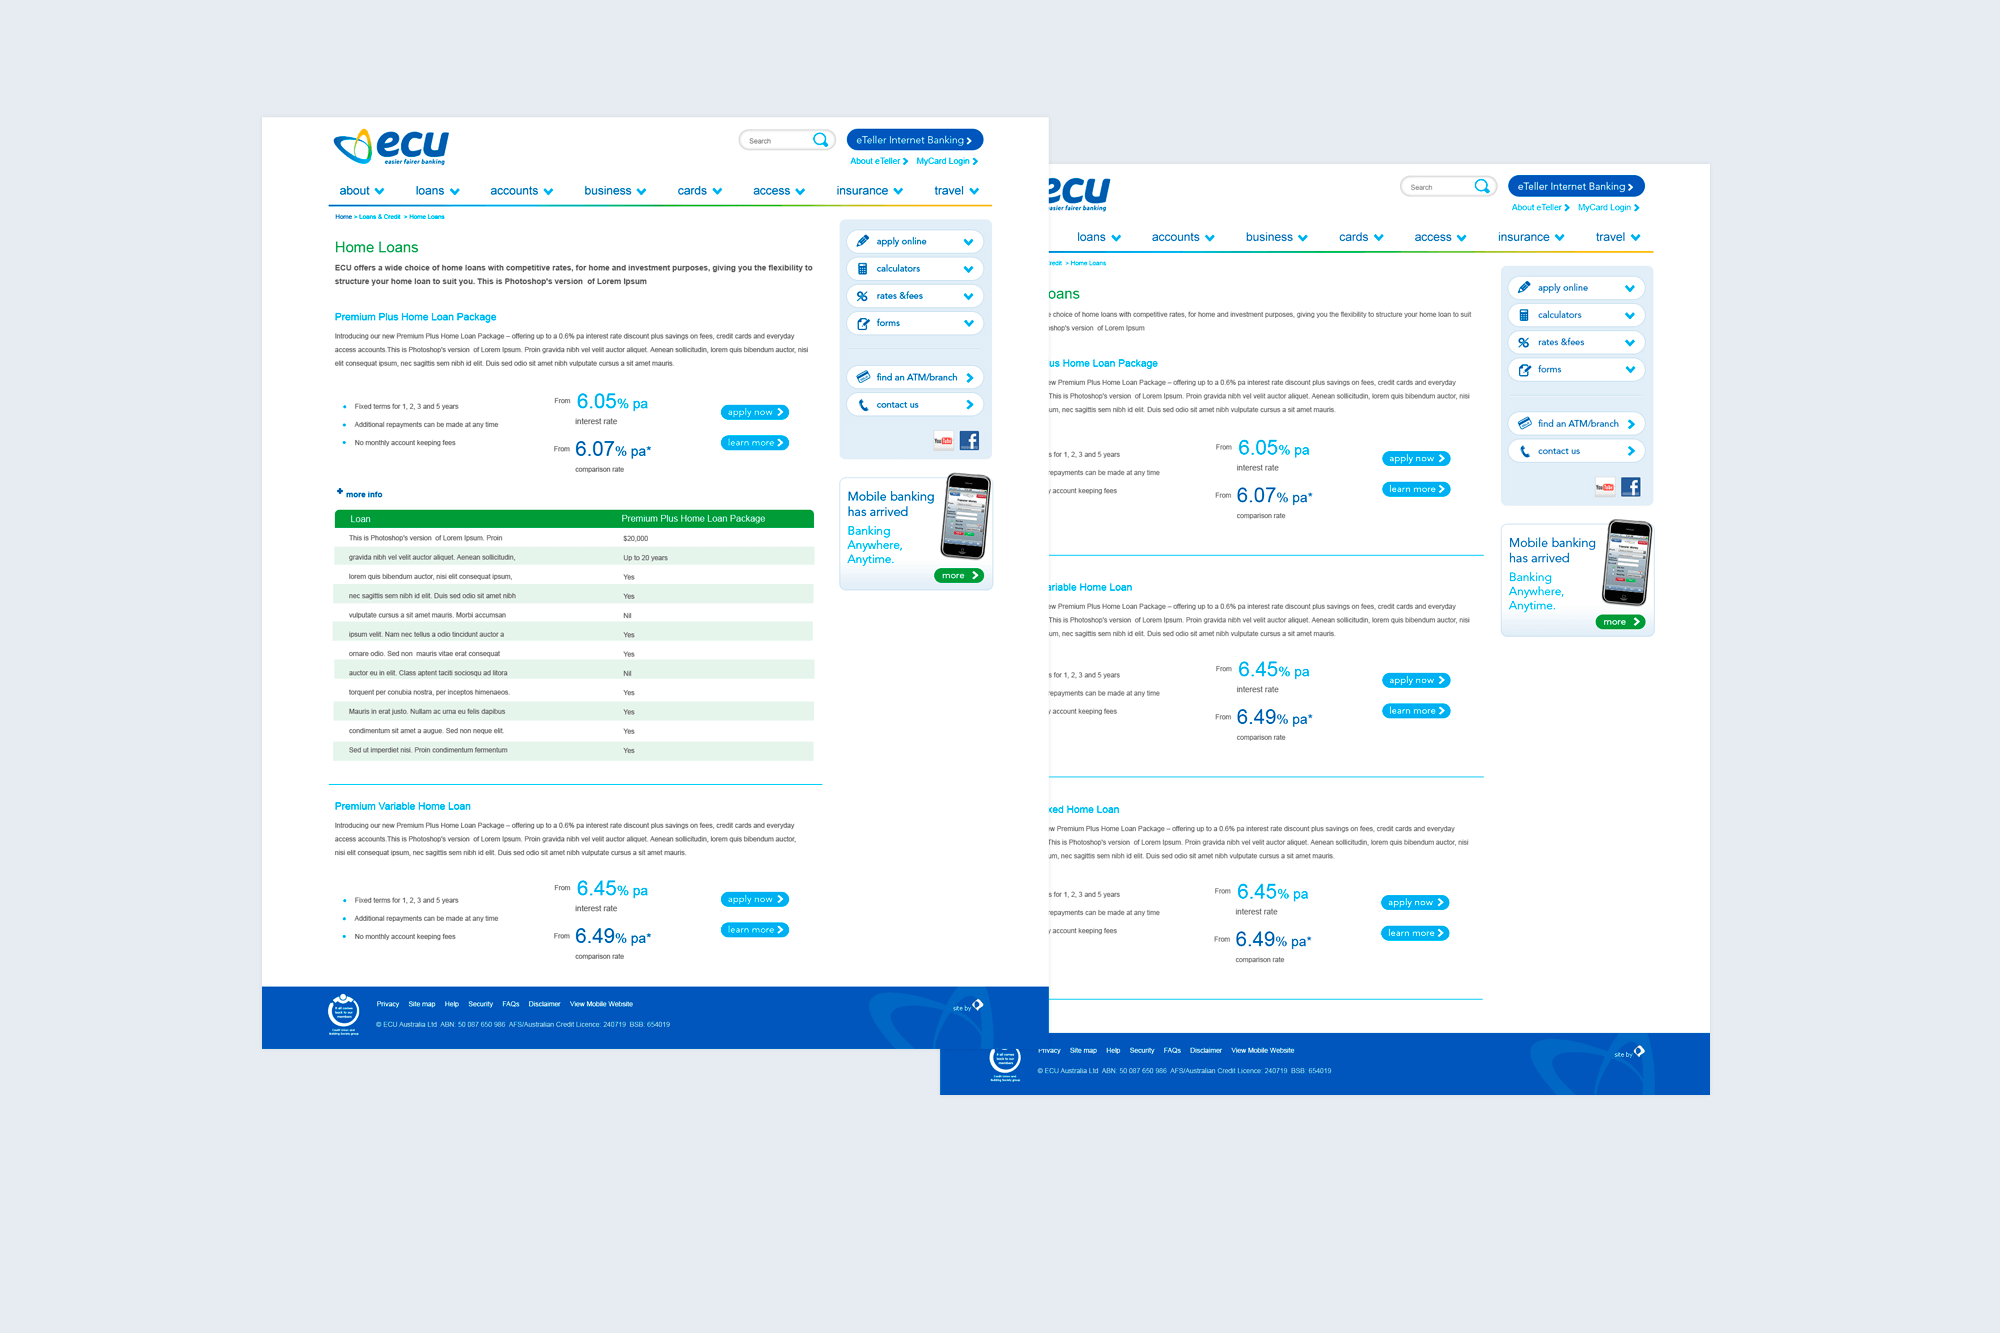 ecu
easier fairer banking
Search
eTeller Internet Banking
About eTeller MyCard Login
about loans accounts business cards access insurance travel
Home > Loans & Credit > Home Loans
Home Loans
ECU offers a wide choice of home loans with competitive rates, for home and investment purposes, giving you the flexibility to
structure your home loan to suit you. This is Photoshop's version of Lorem Ipsum
Premium Plus Home Loan Package
Introducing our new Premium Plus Home Loan Package – offering up to a 0.6% pa interest rate discount plus savings on fees, credit cards and everyday
access accounts.This is Photoshop's version of Lorem Ipsum. Proin gravida nibh vel velit auctor aliquet. Aenean sollicitudin, lorem quis bibendum auctor, nisi
elit consequat ipsum, nec sagittis sem nibh id elit. Duis sed odio sit amet nibh vulputate cursus a sit amet mauris.
Fixed terms for 1, 2, 3 and 5 years
Additional repayments can be made at any time
No monthly account keeping fees
From 6.05% pa
interest rate
From 6.07% pa*
comparison rate
apply now
learn more
+ more info
Loan Premium Plus Home Loan Package
This is Photoshop's version of Lorem Ipsum. Proin $20,000
gravida nibh vel velit auctor aliquet. Aenean sollicitudin, Up to 20 years
lorem quis bibendum auctor, nisi elit consequat ipsum, Yes
nec sagittis sem nibh id elit. Duis sed odio sit amet nibh Yes
vulputate cursus a sit amet mauris. Morbi accumsan Nil
ipsum velit. Nam nec tellus a odio tincidunt auctor a Yes
ornare odio. Sed non mauris vitae erat consequat Yes
auctor eu in elit. Class aptent taciti sociosqu ad litora Nil
torquent per conubia nostra, per inceptos himenaeos. Yes
Mauris in erat justo. Nullam ac urna eu felis dapibus Yes
condimentum sit amet a augue. Sed non neque elit. Yes
Sed ut imperdiet nisi. Proin condimentum fermentum Yes
Premium Variable Home Loan
Introducing our new Premium Plus Home Loan Package – offering up to a 0.6% pa interest rate discount plus savings on fees, credit cards and everyday
access accounts.This is Photoshop's version of Lorem Ipsum. Proin gravida nibh vel velit auctor aliquet. Aenean sollicitudin, lorem quis bibendum auctor,
nisi elit consequat ipsum, nec sagittis sem nibh id elit. Duis sed odio sit amet nibh vulputate cursus a sit amet mauris.
Fixed terms for 1, 2, 3 and 5 years
Additional repayments can be made at any time
No monthly account keeping fees
From 6.45% pa
interest rate
From 6.49% pa*
comparison rate
apply now
learn more
apply online
calculators
rates &fees
forms
find an ATM/branch
contact us
YouTube f
Mobile banking
has arrived
Banking
Anywhere,
Anytime.
more
it all comes
back to our
members
Credit Union and
Building Society group
Privacy Site map Help Security FAQs Disclaimer View Mobile Website
© ECU Australia Ltd ABN: 50 087 650 986 AFS/Australian Credit Licence: 240719 BSB: 654019
site by
ecu
easier fairer banking
Search
eTeller Internet Banking
About eTeller MyCard Login
loans accounts business cards access insurance travel
> Home Loans
oans
choice of home loans with competitive rates, for home and investment purposes, giving you the flexibility to structure your home loan to suit
version of Lorem Ipsum
us Home Loan Package
Premium Plus Home Loan Package – offering up to a 0.6% pa interest rate discount plus savings on fees, credit cards and everyday
This is Photoshop's version of Lorem Ipsum. Proin gravida nibh vel velit auctor aliquet. Aenean sollicitudin, lorem quis bibendum auctor, nisi
um, nec sagittis sem nibh id elit. Duis sed odio sit amet nibh vulputate cursus a sit amet mauris.
s for 1, 2, 3 and 5 years
repayments can be made at any time
account keeping fees
From 6.05% pa
interest rate
From 6.07% pa*
comparison rate
apply now
learn more
ariable Home Loan
Premium Plus Home Loan Package – offering up to a 0.6% pa interest rate discount plus savings on fees, credit cards and everyday
This is Photoshop's version of Lorem Ipsum. Proin gravida nibh vel velit auctor aliquet. Aenean sollicitudin, lorem quis bibendum auctor, nisi
um, nec sagittis sem nibh id elit. Duis sed odio sit amet nibh vulputate cursus a sit amet mauris.
s for 1, 2, 3 and 5 years
repayments can be made at any time
account keeping fees
From 6.45% pa
interest rate
From 6.49% pa*
comparison rate
apply now
learn more
xed Home Loan
Premium Plus Home Loan Package – offering up to a 0.6% pa interest rate discount plus savings on fees, credit cards and everyday
This is Photoshop's version of Lorem Ipsum. Proin gravida nibh vel velit auctor aliquet. Aenean sollicitudin, lorem quis bibendum auctor, nisi
um, nec sagittis sem nibh id elit. Duis sed odio sit amet nibh vulputate cursus a sit amet mauris.
s for 1, 2, 3 and 5 years
repayments can be made at any time
account keeping fees
From 6.45% pa
interest rate
From 6.49% pa*
comparison rate
apply now
learn more
apply online
calculators
rates &fees
forms
find an ATM/branch
contact us
YouTube f
Mobile banking
has arrived
Banking
Anywhere,
Anytime.
more
it all comes
back to our
members
Credit Union and
Building Society group
Privacy Site map Help Security FAQs Disclaimer View Mobile Website
© ECU Australia Ltd ABN: 50 087 650 986 AFS/Australian Credit Licence: 240719 BSB: 654019
site by